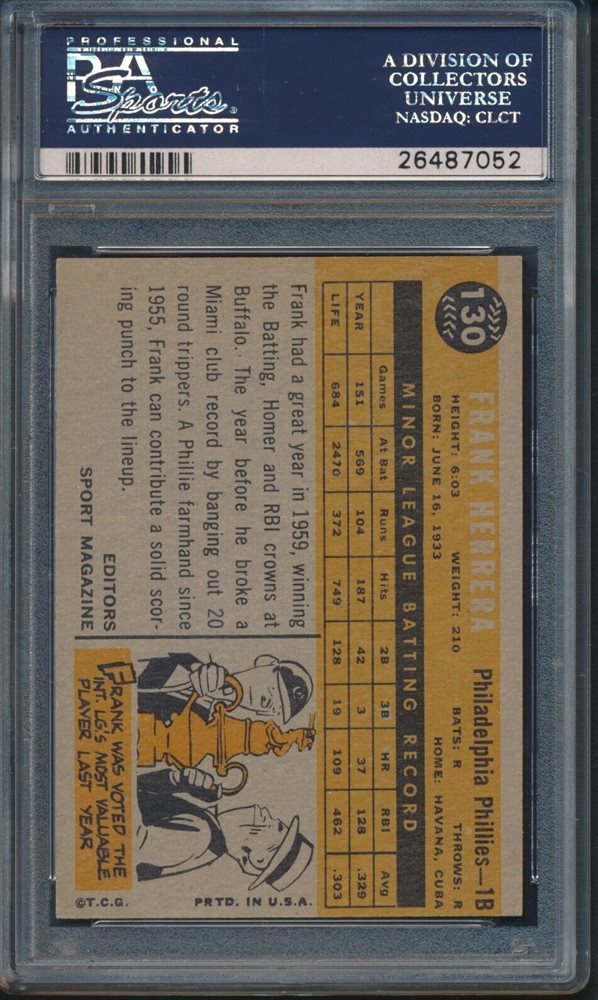 PROFESSIONAL
PSA
Sports
AUTHENTICATOR
A DIVISION OF
COLLECTORS
UNIVERSE
NASDAQ: CLCT
26487052
130
FRANK HERRERA Philadelphia Phillies—1B
HEIGHT: 6:03 WEIGHT: 210 BATS: R THROWS: R
BORN: JUNE 16, 1933 HOME: HAVANA, CUBA
MINOR LEAGUE BATTING RECORD
Games At Bat Runs Hits 2B 3B HR RBI Avg
YEAR 151 569 104 187 42 3 37 128 .329
LIFE 684 2470 372 749 128 19 109 462 .303
Frank had a great year in 1959, winning
the Batting, Homer and RBI crowns at
Buffalo. The year before he broke a
Miami club record by banging out 20
round trippers. A Phillie farmhand since
1955, Frank can contribute a solid scor-
ing punch to the lineup.
EDITORS
SPORT MAGAZINE
FRANK WAS VOTED THE
INT. LG'S MOST VALUABLE
PLAYER LAST YEAR
©T.C.G. PRTD. IN U.S.A.